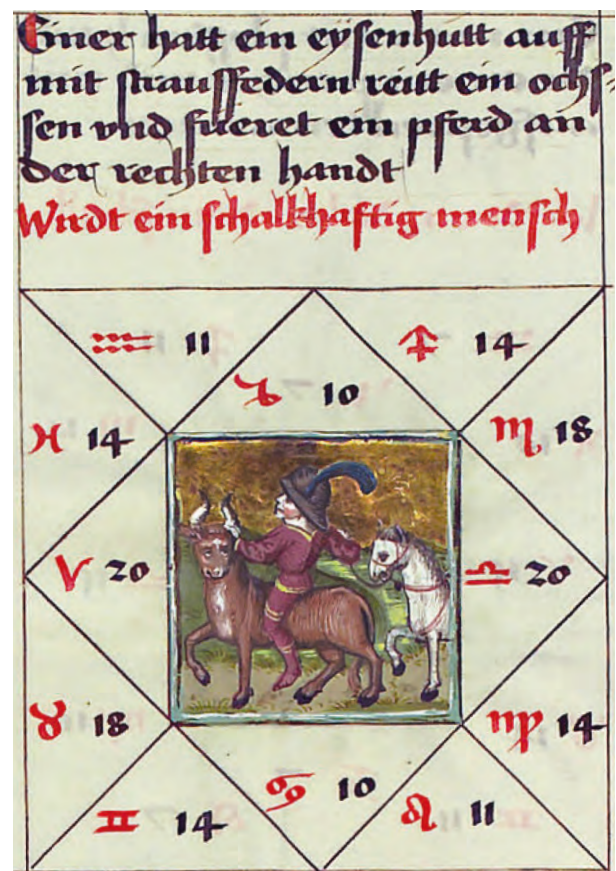 Einer hatt ein eysenhutt auff
mit straussfedern reitt ein ochs-
sen vnd fueret ein pferd an
der rechten handt
Wirdt ein schalkhaftig mensch
♒ 11
♐ 14
♑ 10
♓ 14
♏ 18
♈ 20
♎ 20
♉ 18
♍ 14
♋ 10
♊ 14
♌ 11